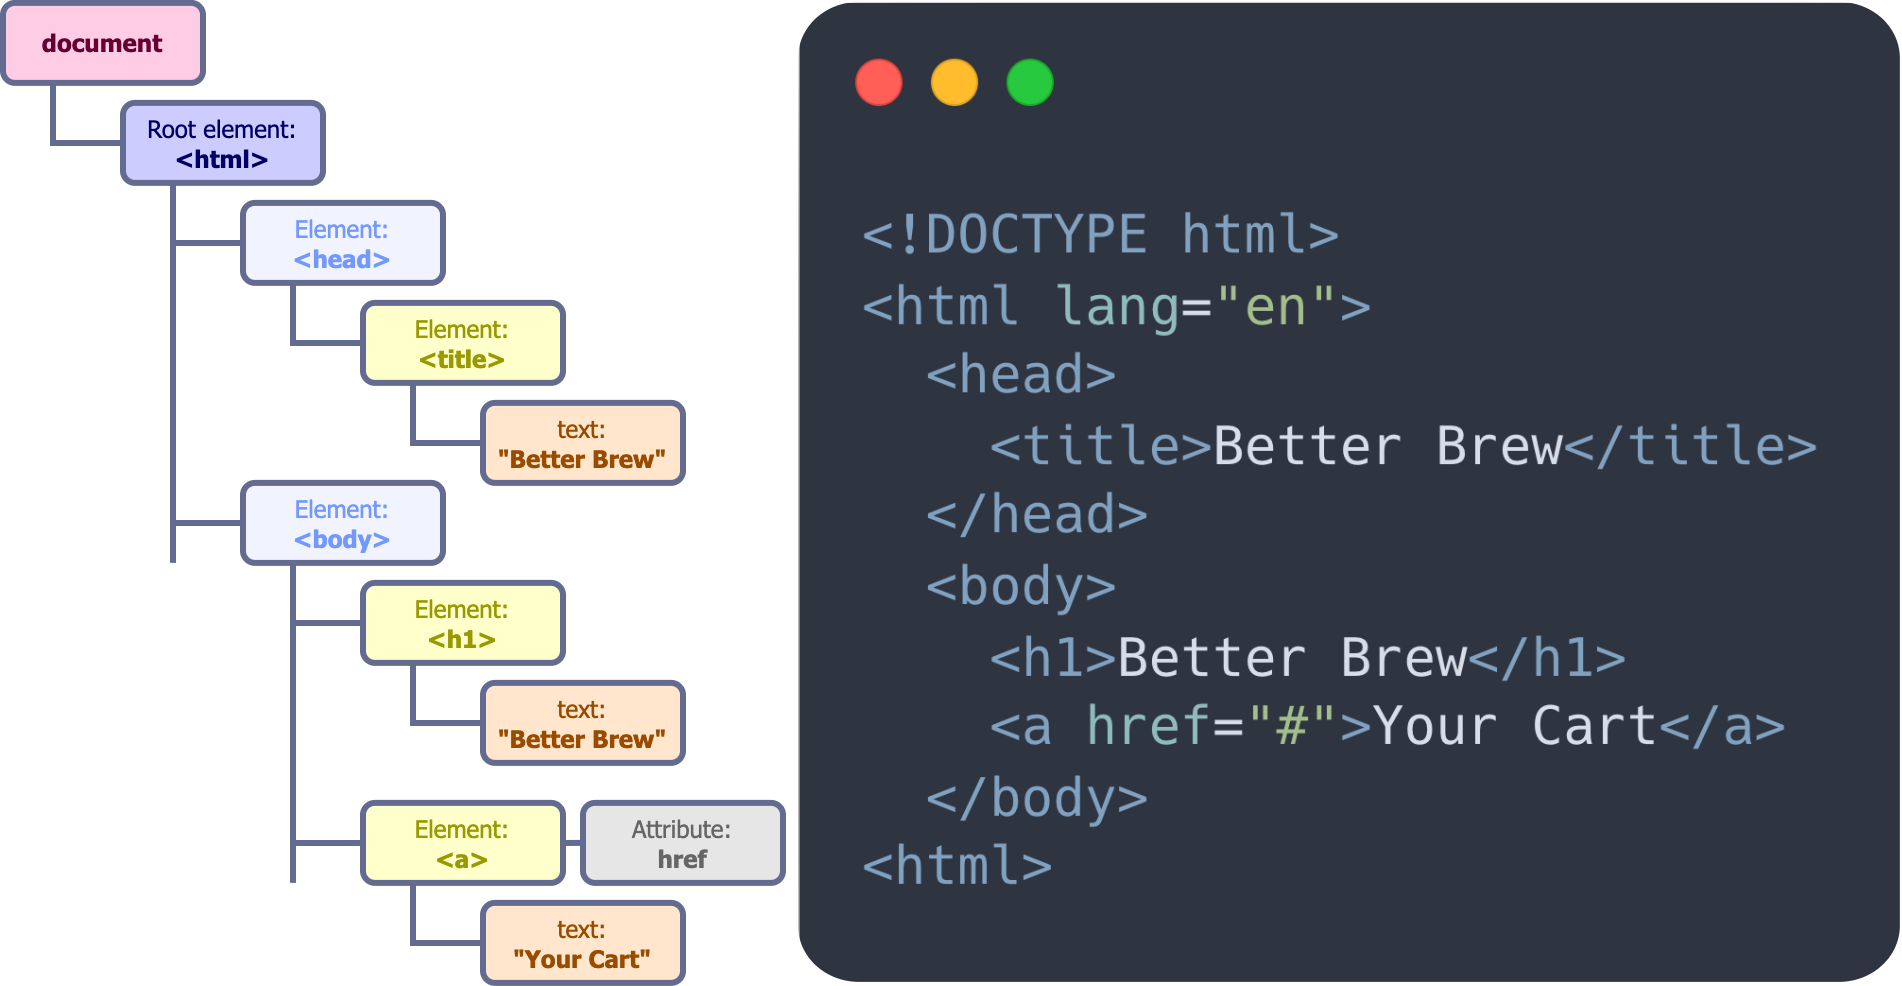 document
Root element:
<html>
Element:
<head>
Element:
<title>
text:
"Better Brew"
Element:
<body>
Element:
<h1>
text:
"Better Brew"
Element:
<a>
Attribute:
href
text:
"Your Cart"
<!DOCTYPE html>
<html lang="en">
  <head>
    <title>Better Brew</title>
  </head>
  <body>
    <h1>Better Brew</h1>
    <a href="#">Your Cart</a>
  </body>
<html>